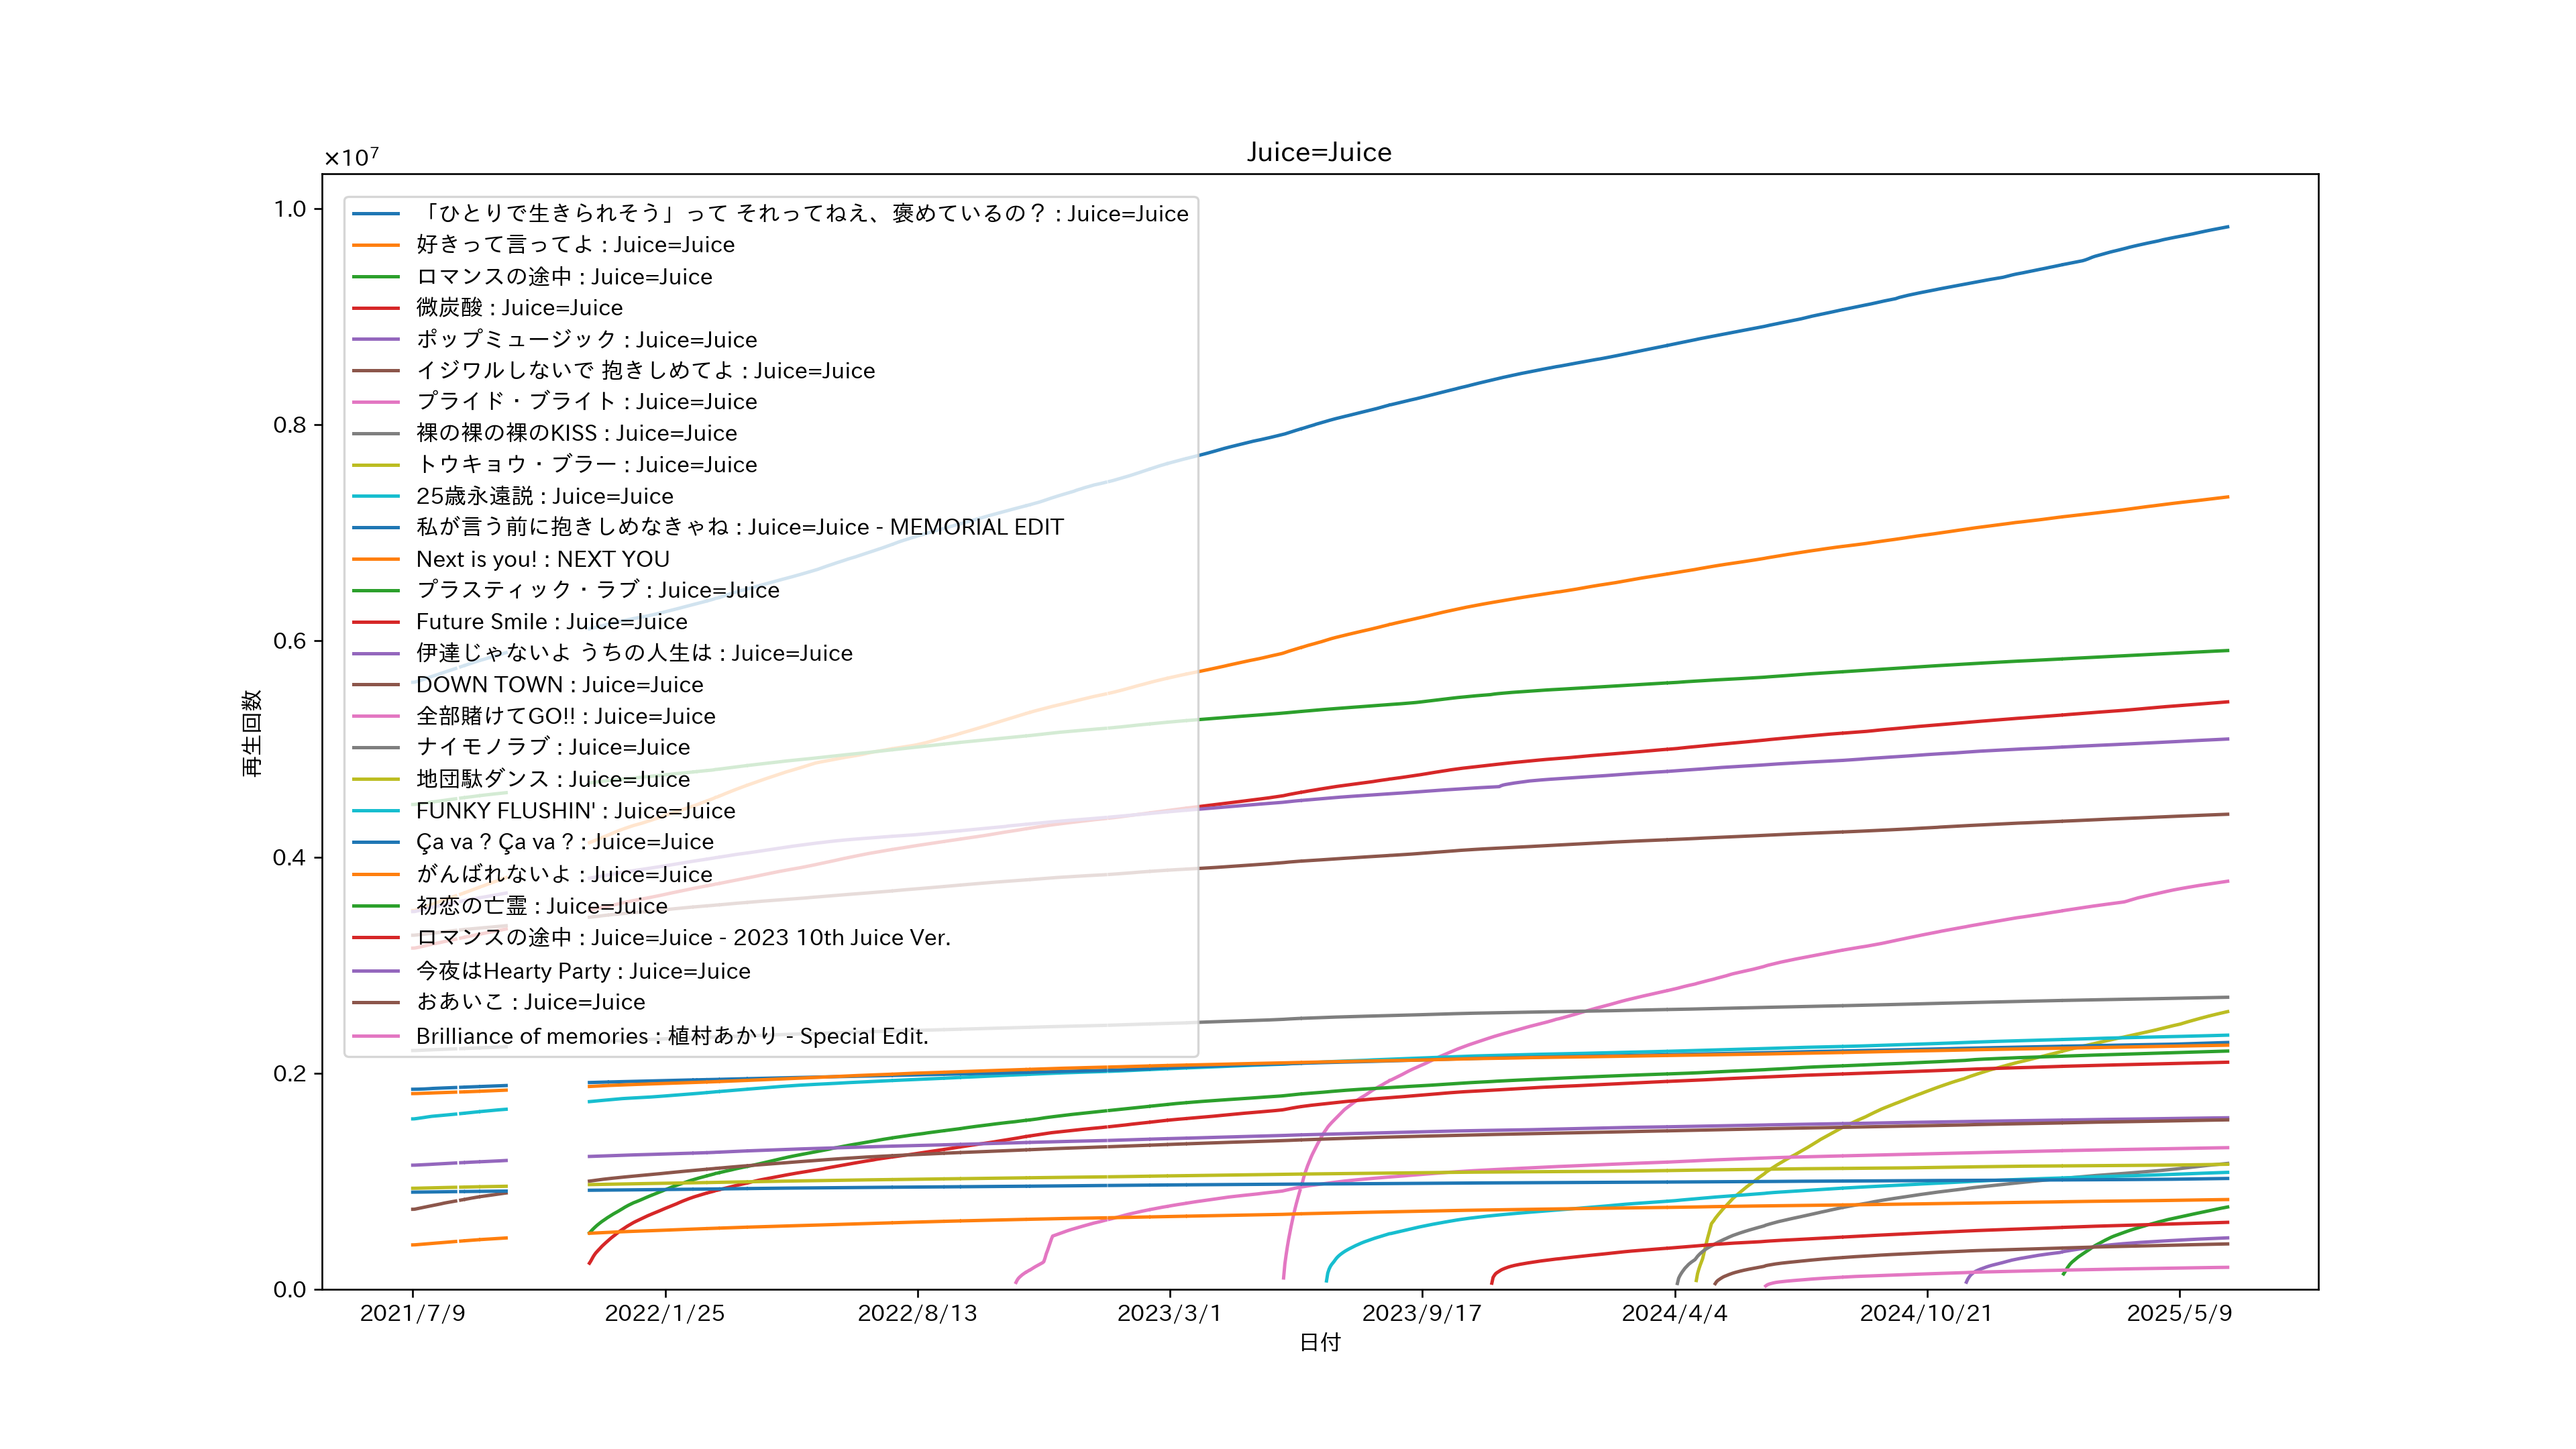 Juice=Juice
×10⁷
1.0
0.8
0.6
0.4
0.2
0.0
再生回数
「ひとりで生きられそう」って それってねえ、褒めているの？ : Juice=Juice
好きって言ってよ : Juice=Juice
ロマンスの途中 : Juice=Juice
微炭酸 : Juice=Juice
ポップミュージック : Juice=Juice
イジワルしないで 抱きしめてよ : Juice=Juice
プライド・ブライト : Juice=Juice
裸の裸の裸のKISS : Juice=Juice
トウキョウ・ブラー : Juice=Juice
25歳永遠説 : Juice=Juice
私が言う前に抱きしめなきゃね : Juice=Juice - MEMORIAL EDIT
Next is you! : NEXT YOU
プラスティック・ラブ : Juice=Juice
Future Smile : Juice=Juice
伊達じゃないよ うちの人生は : Juice=Juice
DOWN TOWN : Juice=Juice
全部賭けてGO!! : Juice=Juice
ナイモノラブ : Juice=Juice
地団駄ダンス : Juice=Juice
FUNKY FLUSHIN' : Juice=Juice
Ça va ? Ça va ? : Juice=Juice
がんばれないよ : Juice=Juice
初恋の亡霊 : Juice=Juice
ロマンスの途中 : Juice=Juice - 2023 10th Juice Ver.
今夜はHearty Party : Juice=Juice
おあいこ : Juice=Juice
Brilliance of memories : 植村あかり - Special Edit.
2021/7/9
2022/1/25
2022/8/13
2023/3/1
2023/9/17
2024/4/4
2024/10/21
2025/5/9
日付